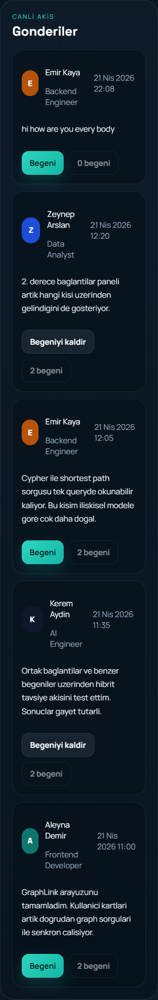 CANLİ AKİS
Gonderiler
E
Emir Kaya
Backend
Engineer
21 Nis 2026
22:08
hi how are you every body
Begeni
0 begeni
Z
Zeynep
Arslan
Data
Analyst
21 Nis 2026
12:20
2. derece baglantilar paneli
artik hangi kisi uzerinden
gelindigini de gosteriyor.
Begeniyi kaldir
2 begeni
E
Emir Kaya
Backend
Engineer
21 Nis 2026
12:05
Cypher ile shortest path
sorgusu tek queryde okunabilir
kaliyor. Bu kisim iliskisel modele
gore cok daha dogal.
Begeni
2 begeni
K
Kerem
Aydin
AI
Engineer
21 Nis 2026
11:35
Ortak baglantilar ve benzer
begeniler uzerinden hibrit
tavsiye akisini test ettim.
Sonuclar gayet tutarli.
Begeniyi kaldir
2 begeni
A
Aleyna
Demir
Frontend
Developer
21 Nis
2026 11:00
GraphLink arayuzunu
tamamladim. Kullanici kartlari
artik dogrudan graph sorgulari
ile senkron calisiyor.
Begeni
2 begeni